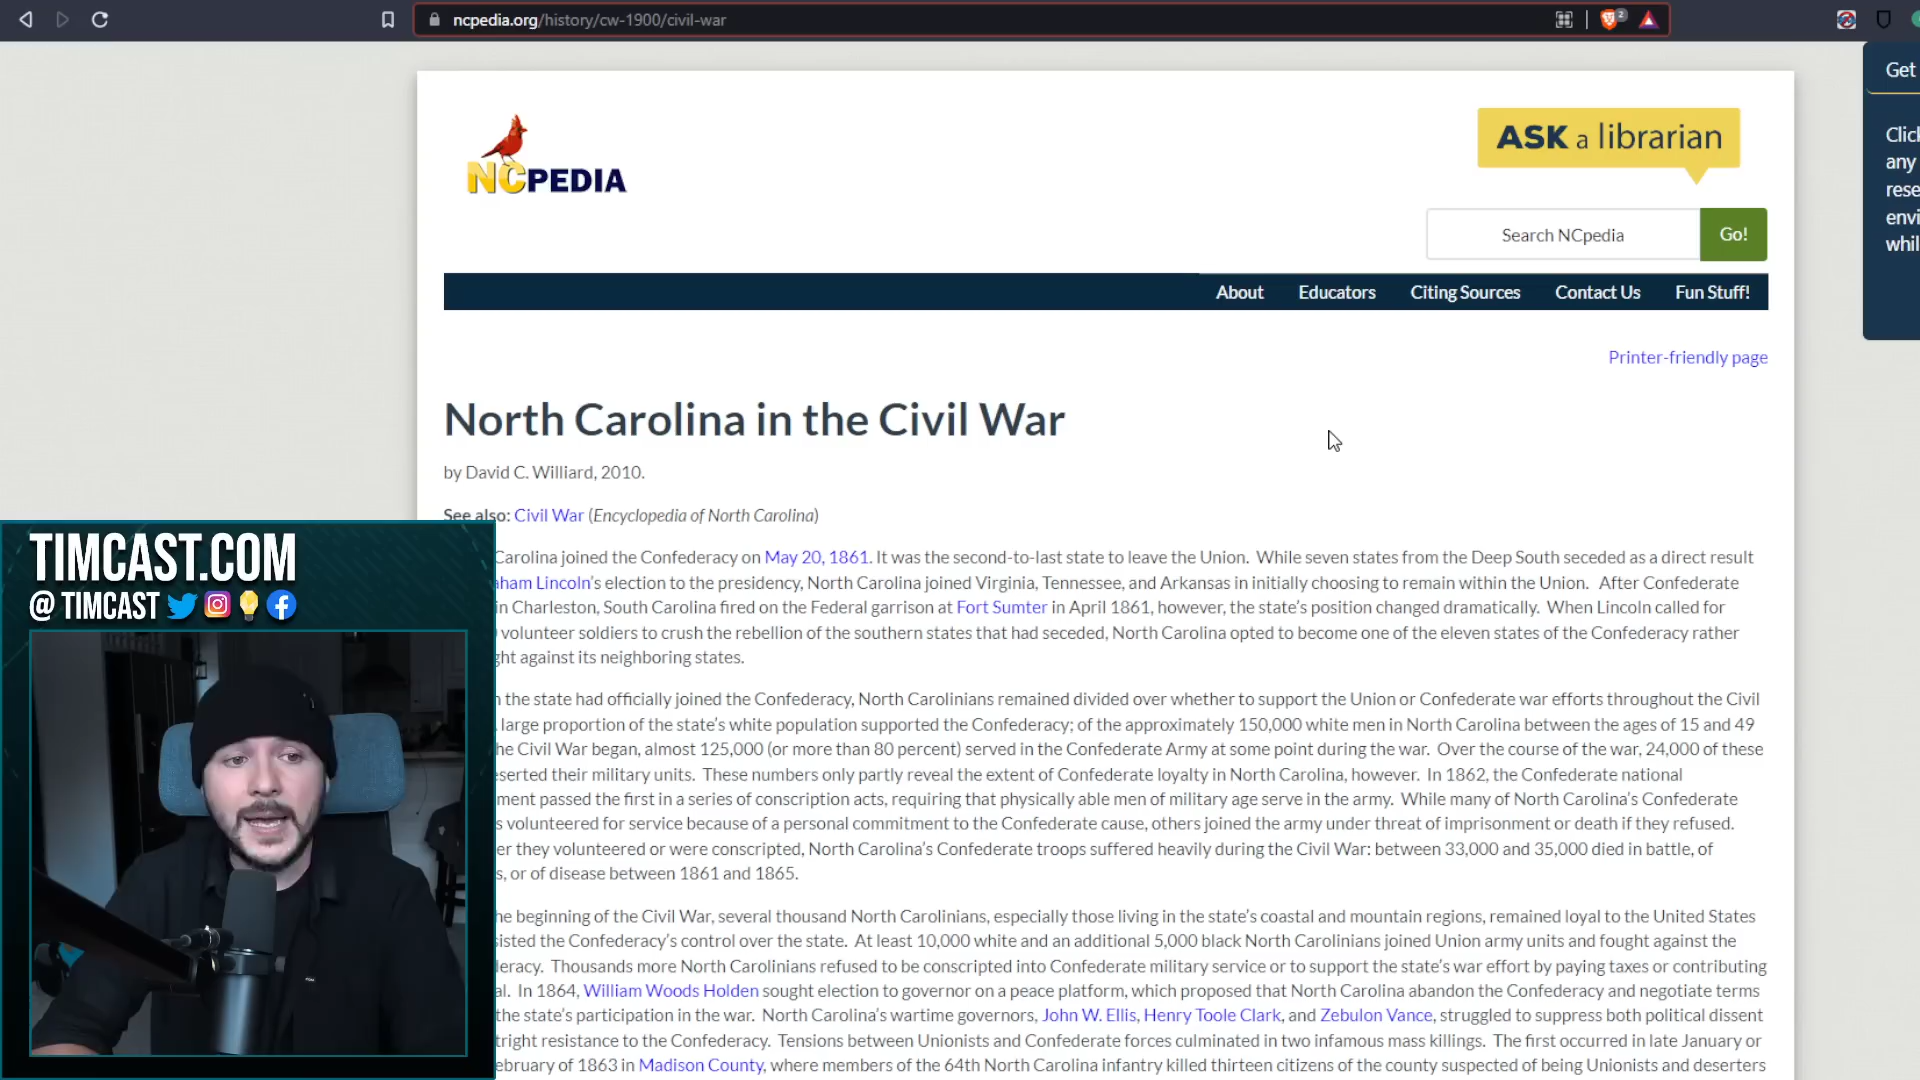 ncpedia.org/history/cw-1900/civil-war
2
Get
Click
any
rese
envi
whil
NCPEDIA
ASK a librarian
Search NCpedia
Go!
About Educators Citing Sources Contact Us Fun Stuff!
Printer-friendly page
North Carolina in the Civil War
by David C. Williard, 2010.
See also: Civil War (Encyclopedia of North Carolina)
Carolina joined the Confederacy on May 20, 1861. It was the second-to-last state to leave the Union. While seven states from the Deep South seceded as a direct result
ham Lincoln's election to the presidency, North Carolina joined Virginia, Tennessee, and Arkansas in initially choosing to remain within the Union. After Confederate
in Charleston, South Carolina fired on the Federal garrison at Fort Sumter in April 1861, however, the state's position changed dramatically. When Lincoln called for
volunteer soldiers to crush the rebellion of the southern states that had seceded, North Carolina opted to become one of the eleven states of the Confederacy rather
ght against its neighboring states.
the state had officially joined the Confederacy, North Carolinians remained divided over whether to support the Union or Confederate war efforts throughout the Civil
large proportion of the state's white population supported the Confederacy; of the approximately 150,000 white men in North Carolina between the ages of 15 and 49
he Civil War began, almost 125,000 (or more than 80 percent) served in the Confederate Army at some point during the war. Over the course of the war, 24,000 of these
serted their military units. These numbers only partly reveal the extent of Confederate loyalty in North Carolina, however. In 1862, the Confederate national
ment passed the first in a series of conscription acts, requiring that physically able men of military age serve in the army. While many of North Carolina's Confederate
s volunteered for service because of a personal commitment to the Confederate cause, others joined the army under threat of imprisonment or death if they refused.
er they volunteered or were conscripted, North Carolina's Confederate troops suffered heavily during the Civil War: between 33,000 and 35,000 died in battle, of
s, or of disease between 1861 and 1865.
he beginning of the Civil War, several thousand North Carolinians, especially those living in the state's coastal and mountain regions, remained loyal to the United States
isted the Confederacy's control over the state. At least 10,000 white and an additional 5,000 black North Carolinians joined Union army units and fought against the
eracy. Thousands more North Carolinians refused to be conscripted into Confederate military service or to support the state's war effort by paying taxes or contributing
al. In 1864, William Woods Holden sought election to governor on a peace platform, which proposed that North Carolina abandon the Confederacy and negotiate terms
the state's participation in the war. North Carolina's wartime governors, John W. Ellis, Henry Toole Clark, and Zebulon Vance, struggled to suppress both political dissent
tright resistance to the Confederacy. Tensions between Unionists and Confederate forces culminated in two infamous mass killings. The first occurred in late January or
ebruary of 1863 in Madison County, where members of the 64th North Carolina infantry killed thirteen citizens of the county suspected of being Unionists and deserters
TIMCAST.COM
@ TIMCAST